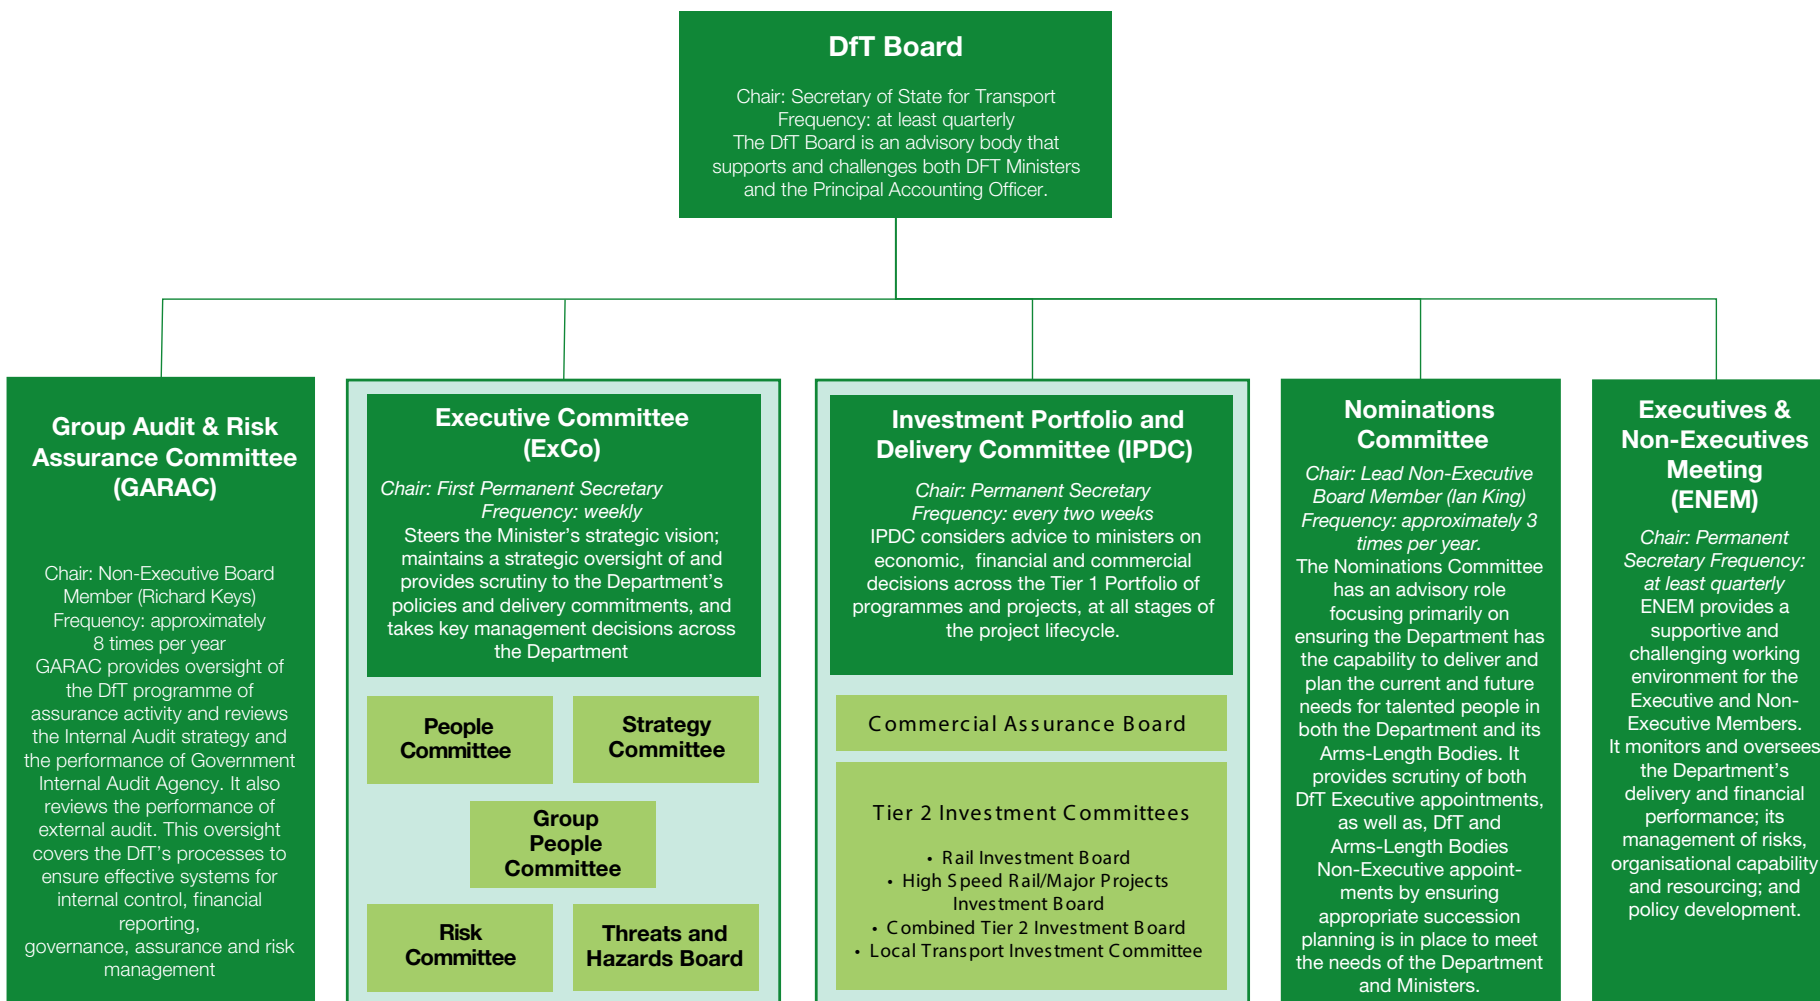 DfT Board
Chair: Secretary of State for Transport
Frequency: at least quarterly
The DfT Board is an advisory body that
supports and challenges both DFT Ministers
and the Principal Accounting Officer.
Group Audit & Risk
Assurance Committee
(GARAC)
Chair: Non-Executive Board
Member (Richard Keys)
Frequency: approximately
8 times per year
GARAC provides oversight of
the DfT programme of
assurance activity and reviews
the Internal Audit strategy and
the performance of Government
Internal Audit Agency. It also
reviews the performance of
external audit. This oversight
covers the DfT's processes to
ensure effective systems for
internal control, financial
reporting,
governance, assurance and risk
management
Executive Committee
(ExCo)
Chair: First Permanent Secretary
Frequency: weekly
Steers the Minister's strategic vision;
maintains a strategic oversight of and
provides scrutiny to the Department's
policies and delivery commitments, and
takes key management decisions across
the Department
People
Committee
Strategy
Committee
Group
People
Committee
Risk
Committee
Threats and
Hazards Board
Investment Portfolio and
Delivery Committee (IPDC)
Chair: Permanent Secretary
Frequency: every two weeks
IPDC considers advice to ministers on
economic, financial and commercial
decisions across the Tier 1 Portfolio of
programmes and projects, at all stages of
the project lifecycle.
Commercial Assurance Board
Tier 2 Investment Committees
• Rail Investment Board
• High Speed Rail/Major Projects
Investment Board
• Combined Tier 2 Investment Board
• Local Transport Investment Committee
Nominations
Committee
Chair: Lead Non-Executive
Board Member (Ian King)
Frequency: approximately 3
times per year.
The Nominations Committee
has an advisory role
focusing primarily on
ensuring the Department has
the capability to deliver and
plan the current and future
needs for talented people in
both the Department and its
Arms-Length Bodies. It
provides scrutiny of both
DfT Executive appointments,
as well as, DfT and
Arms-Length Bodies
Non-Executive appoint-
ments by ensuring
appropriate succession
planning is in place to meet
the needs of the Department
and Ministers.
Executives &
Non-Executives
Meeting
(ENEM)
Chair: Permanent
Secretary Frequency:
at least quarterly
ENEM provides a
supportive and
challenging working
environment for the
Executive and Non-
Executive Members.
It monitors and oversees
the Department's
delivery and financial
performance; its
management of risks,
organisational capability
and resourcing; and
policy development.